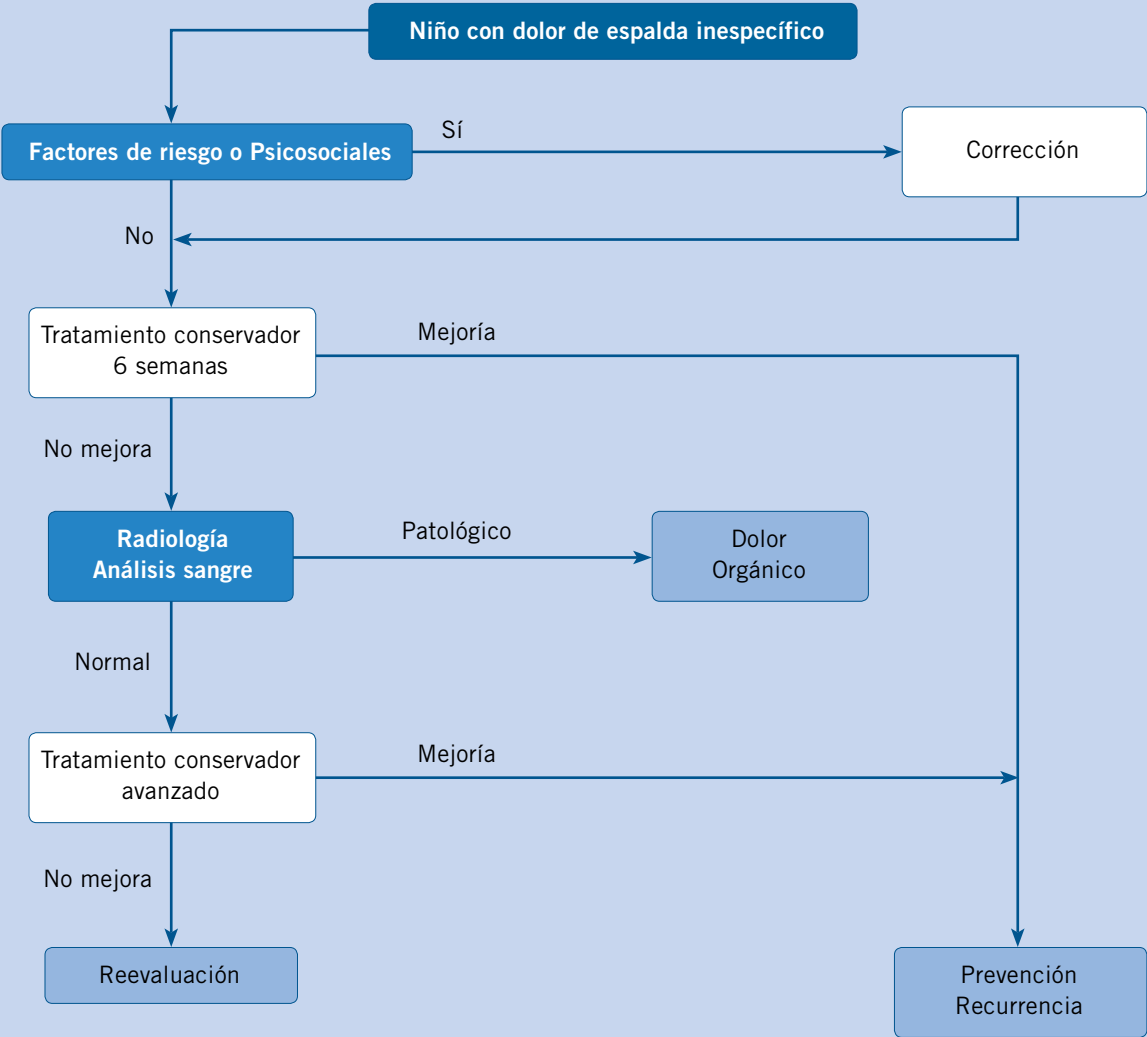 Niño con dolor de espalda inespecífico
Sí
Factores de riesgo o Psicosociales
Corrección
No
Tratamiento conservador
6 semanas
Mejoría
No mejora
Radiología
Análisis sangre
Patológico
Dolor
Orgánico
Normal
Tratamiento conservador
avanzado
Mejoría
No mejora
Reevaluación
Prevención
Recurrencia